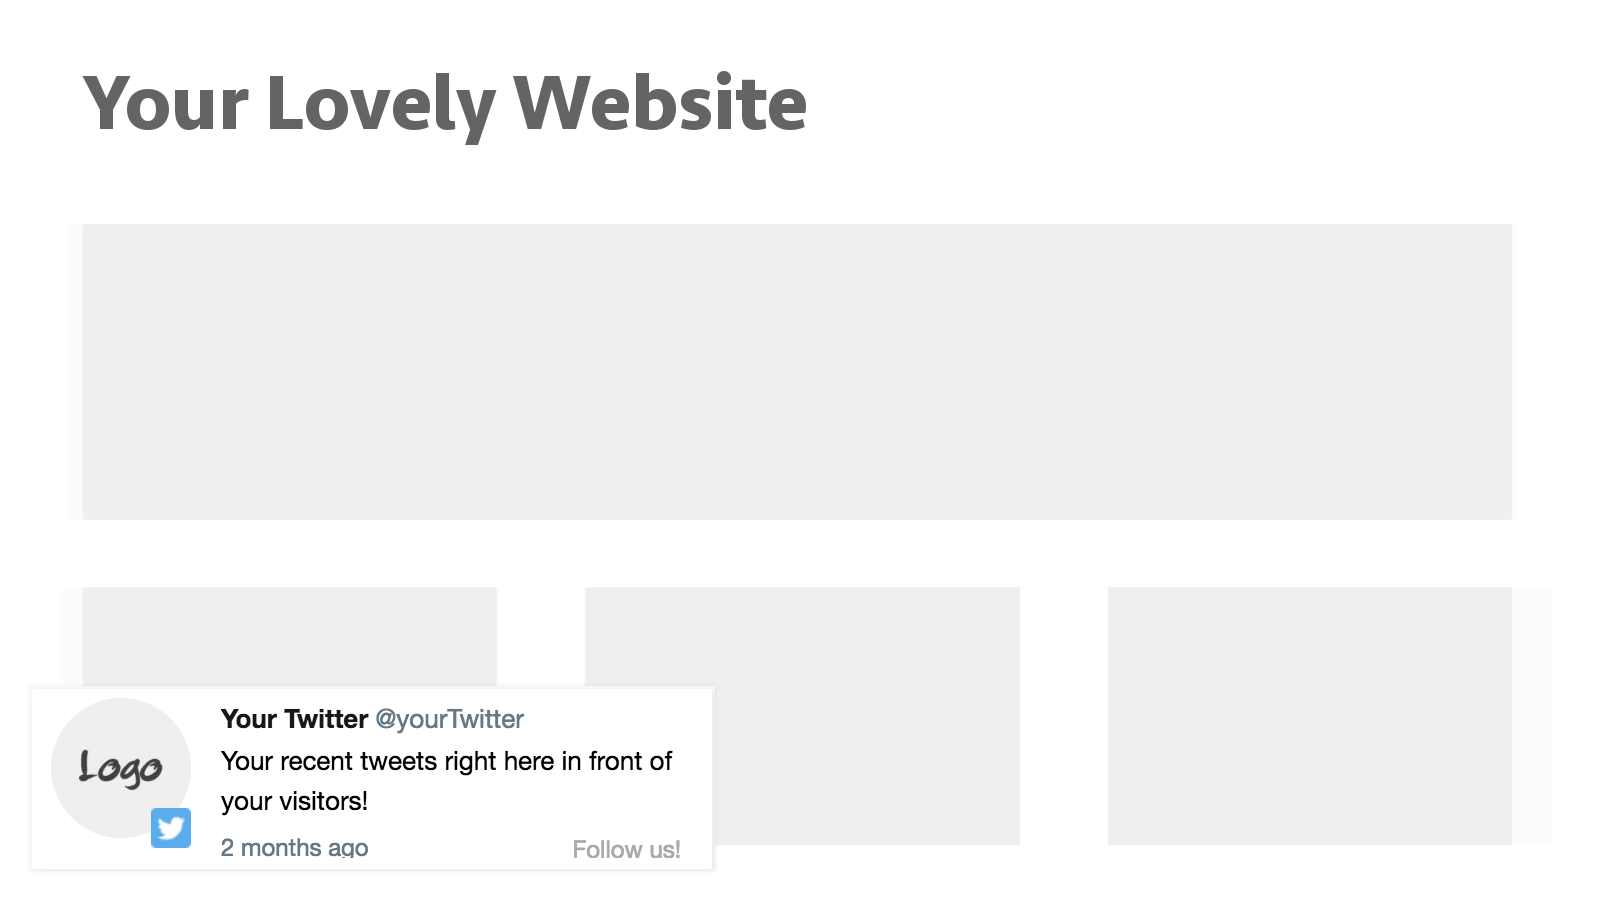 Your Lovely Website
Your Twitter @yourTwitter
Logo
Your recent tweets right here in front of
your visitors!
2 months ago
Follow us!